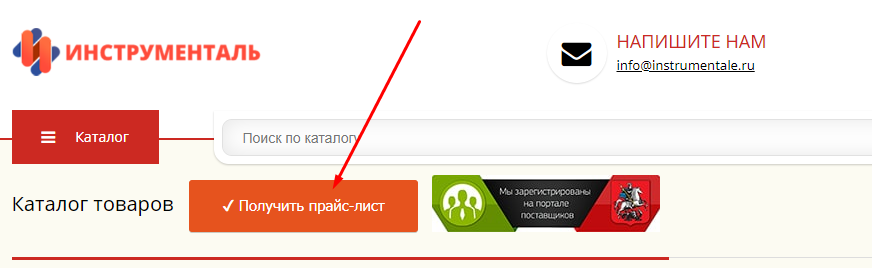 ИНСТРУМЕНТАЛЬ
НАПИШИТЕ НАМ
info@instrumentale.ru
Каталог
Поиск по каталогу
Каталог товаров
✓ Получить прайс-лист
Мы зарегистрированы
на портале
поставщиков